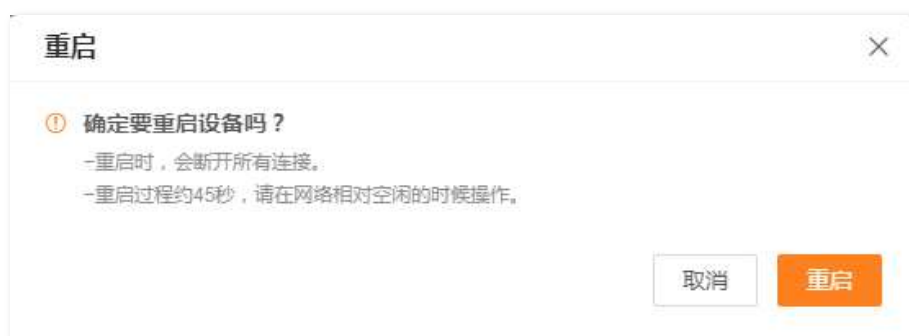 重启
确定要重启设备吗？
-重启时，会断开所有连接。
-重启过程约45秒，请在网络相对空闲的时候操作。
取消
重启